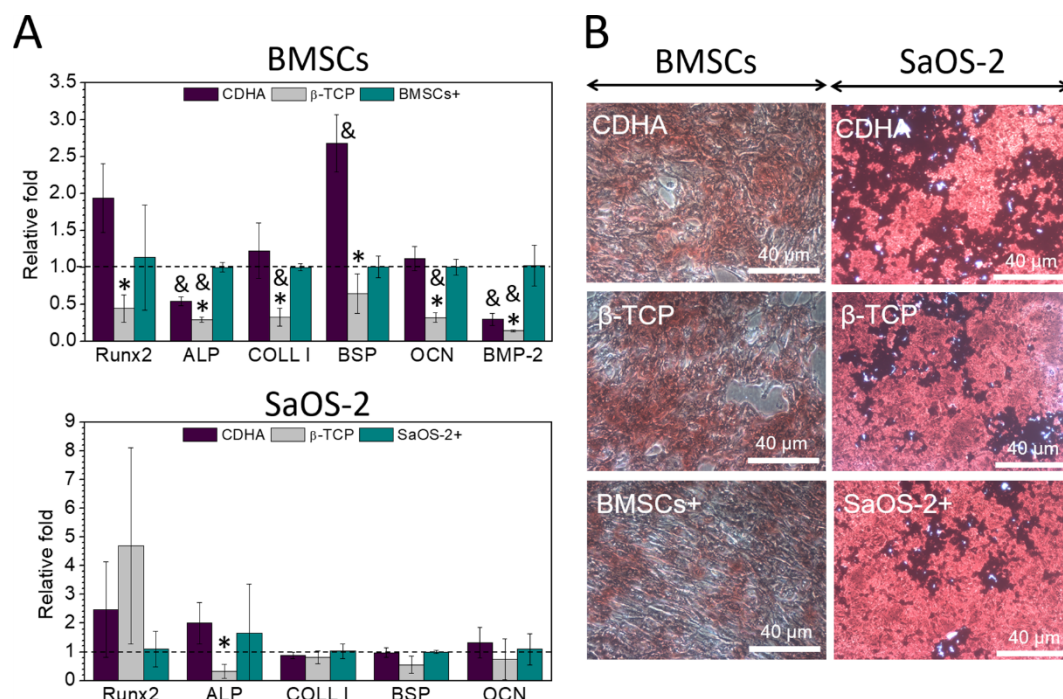 A
BMSCs
3.5
3.0
2.5
2.0
1.5
1.0
0.5
0.0
Relative fold
CDHA β-TCP BMSCs+
* & & * & * & * & * & & *
Runx2 ALP COLL I BSP OCN BMP-2
SaOS-2
9
8
7
6
5
4
3
2
1
0
Relative fold
CDHA β-TCP SaOS-2+
*
Runx2 ALP COLL I BSP OCN
B
BMSCs SaOS-2
CDHA CDHA
40 µm 40 µm
β-TCP β-TCP
40 µm 40 µm
BMSCs+ SaOS-2+
40 µm 40 µm